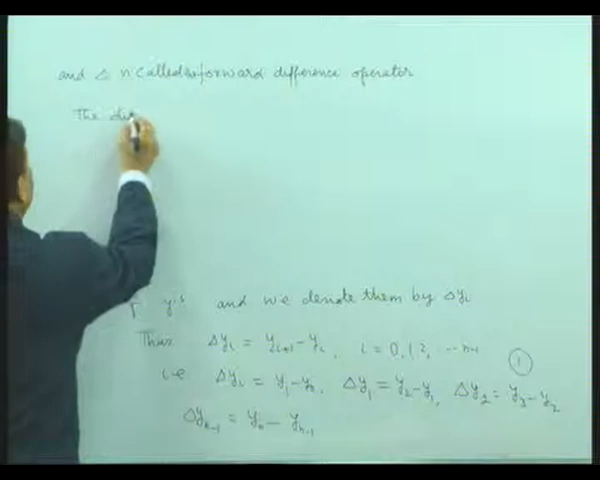 and Δ is called forward difference operator
The di
y's and we denote them by Δyᵢ
Thus Δyᵢ = yᵢ₊₁ - yᵢ, i = 0, 1, 2, ... n-1
i.e Δyᵢ = y₁ - y₀, Δy₁ = y₂ - y₁, Δy₂ = y₃ - y₂ ①
Δyₙ₋₁ = yₙ - yₙ₋₁